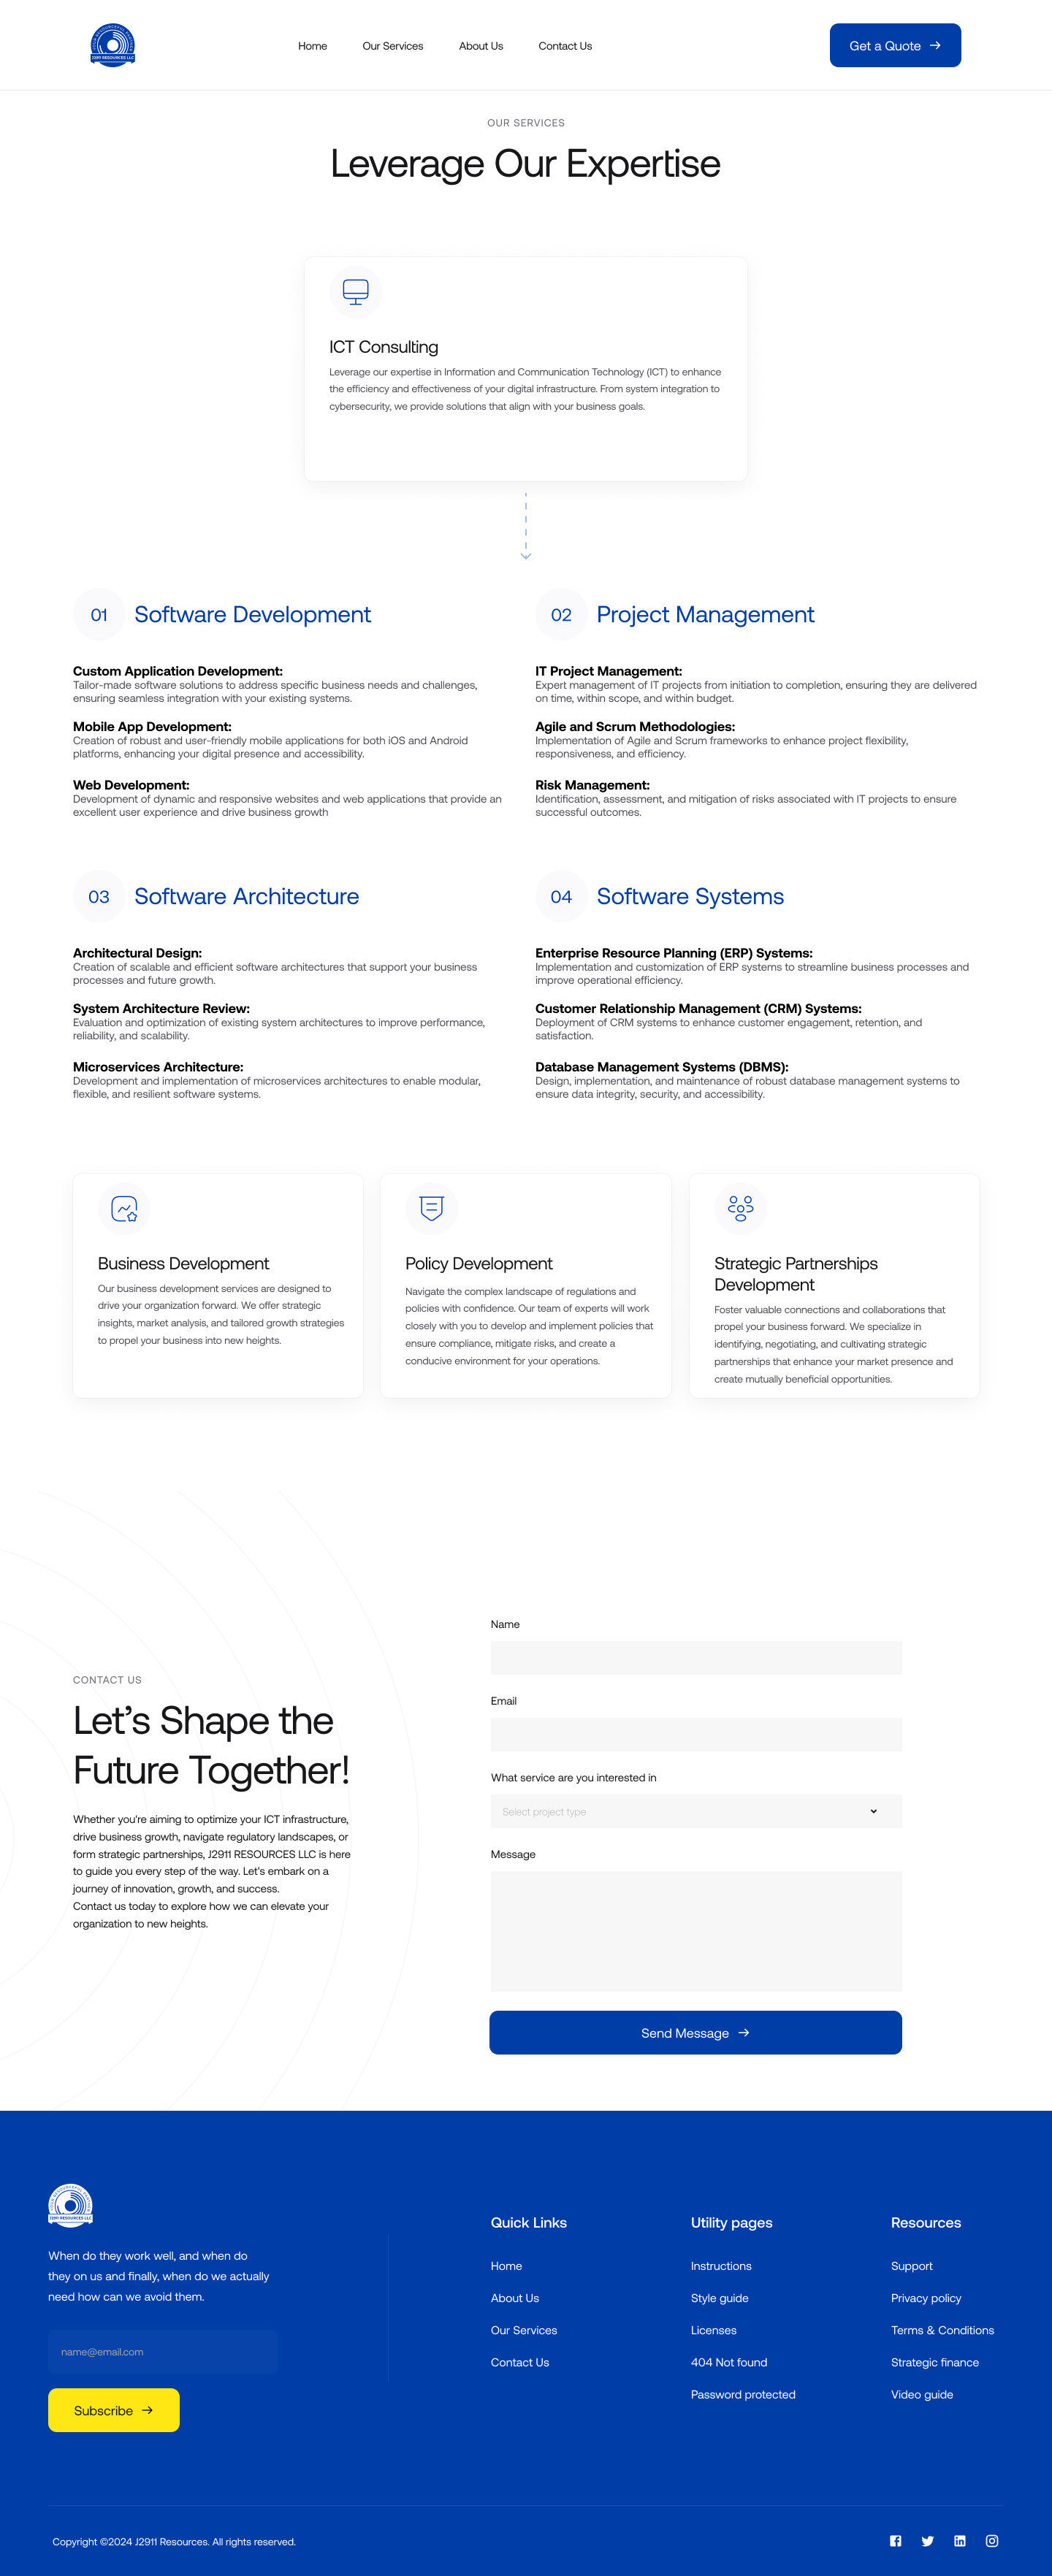 J2911 RESOURCES LLC
Home
Our Services
About Us
Contact Us
Get a Quote
OUR SERVICES
Leverage Our Expertise
ICT Consulting
Leverage our expertise in Information and Communication Technology (ICT) to enhance
the efficiency and effectiveness of your digital infrastructure. From system integration to
cybersecurity, we provide solutions that align with your business goals.
01
Software Development
Custom Application Development:
Tailor-made software solutions to address specific business needs and challenges,
ensuring seamless integration with your existing systems.
Mobile App Development:
Creation of robust and user-friendly mobile applications for both iOS and Android
platforms, enhancing your digital presence and accessibility.
Web Development:
Development of dynamic and responsive websites and web applications that provide an
excellent user experience and drive business growth
02
Project Management
IT Project Management:
Expert management of IT projects from initiation to completion, ensuring they are delivered
on time, within scope, and within budget.
Agile and Scrum Methodologies:
Implementation of Agile and Scrum frameworks to enhance project flexibility,
responsiveness, and efficiency.
Risk Management:
Identification, assessment, and mitigation of risks associated with IT projects to ensure
successful outcomes.
03
Software Architecture
Architectural Design:
Creation of scalable and efficient software architectures that support your business
processes and future growth.
System Architecture Review:
Evaluation and optimization of existing system architectures to improve performance,
reliability, and scalability.
Microservices Architecture:
Development and implementation of microservices architectures to enable modular,
flexible, and resilient software systems.
04
Software Systems
Enterprise Resource Planning (ERP) Systems:
Implementation and customization of ERP systems to streamline business processes and
improve operational efficiency.
Customer Relationship Management (CRM) Systems:
Deployment of CRM systems to enhance customer engagement, retention, and
satisfaction.
Database Management Systems (DBMS):
Design, implementation, and maintenance of robust database management systems to
ensure data integrity, security, and accessibility.
Business Development
Our business development services are designed to
drive your organization forward. We offer strategic
insights, market analysis, and tailored growth strategies
to propel your business into new heights.
Policy Development
Navigate the complex landscape of regulations and
policies with confidence. Our team of experts will work
closely with you to develop and implement policies that
ensure compliance, mitigate risks, and create a
conducive environment for your operations.
Strategic Partnerships
Development
Foster valuable connections and collaborations that
propel your business forward. We specialize in
identifying, negotiating, and cultivating strategic
partnerships that enhance your market presence and
create mutually beneficial opportunities.
CONTACT US
Let's Shape the
Future Together!
Whether you're aiming to optimize your ICT infrastructure,
drive business growth, navigate regulatory landscapes, or
form strategic partnerships, J2911 RESOURCES LLC is here
to guide you every step of the way. Let's embark on a
journey of innovation, growth, and success.
Contact us today to explore how we can elevate your
organization to new heights.
Name
Email
What service are you interested in
Select project type
Message
Send Message
J2911 RESOURCES LLC
When do they work well, and when do
they on us and finally, when do we actually
need how can we avoid them.
name@email.com
Subscribe
Quick Links
Home
About Us
Our Services
Contact Us
Utility pages
Instructions
Style guide
Licenses
404 Not found
Password protected
Resources
Support
Privacy policy
Terms & Conditions
Strategic finance
Video guide
Copyright ©2024 J2911 Resources. All rights reserved.